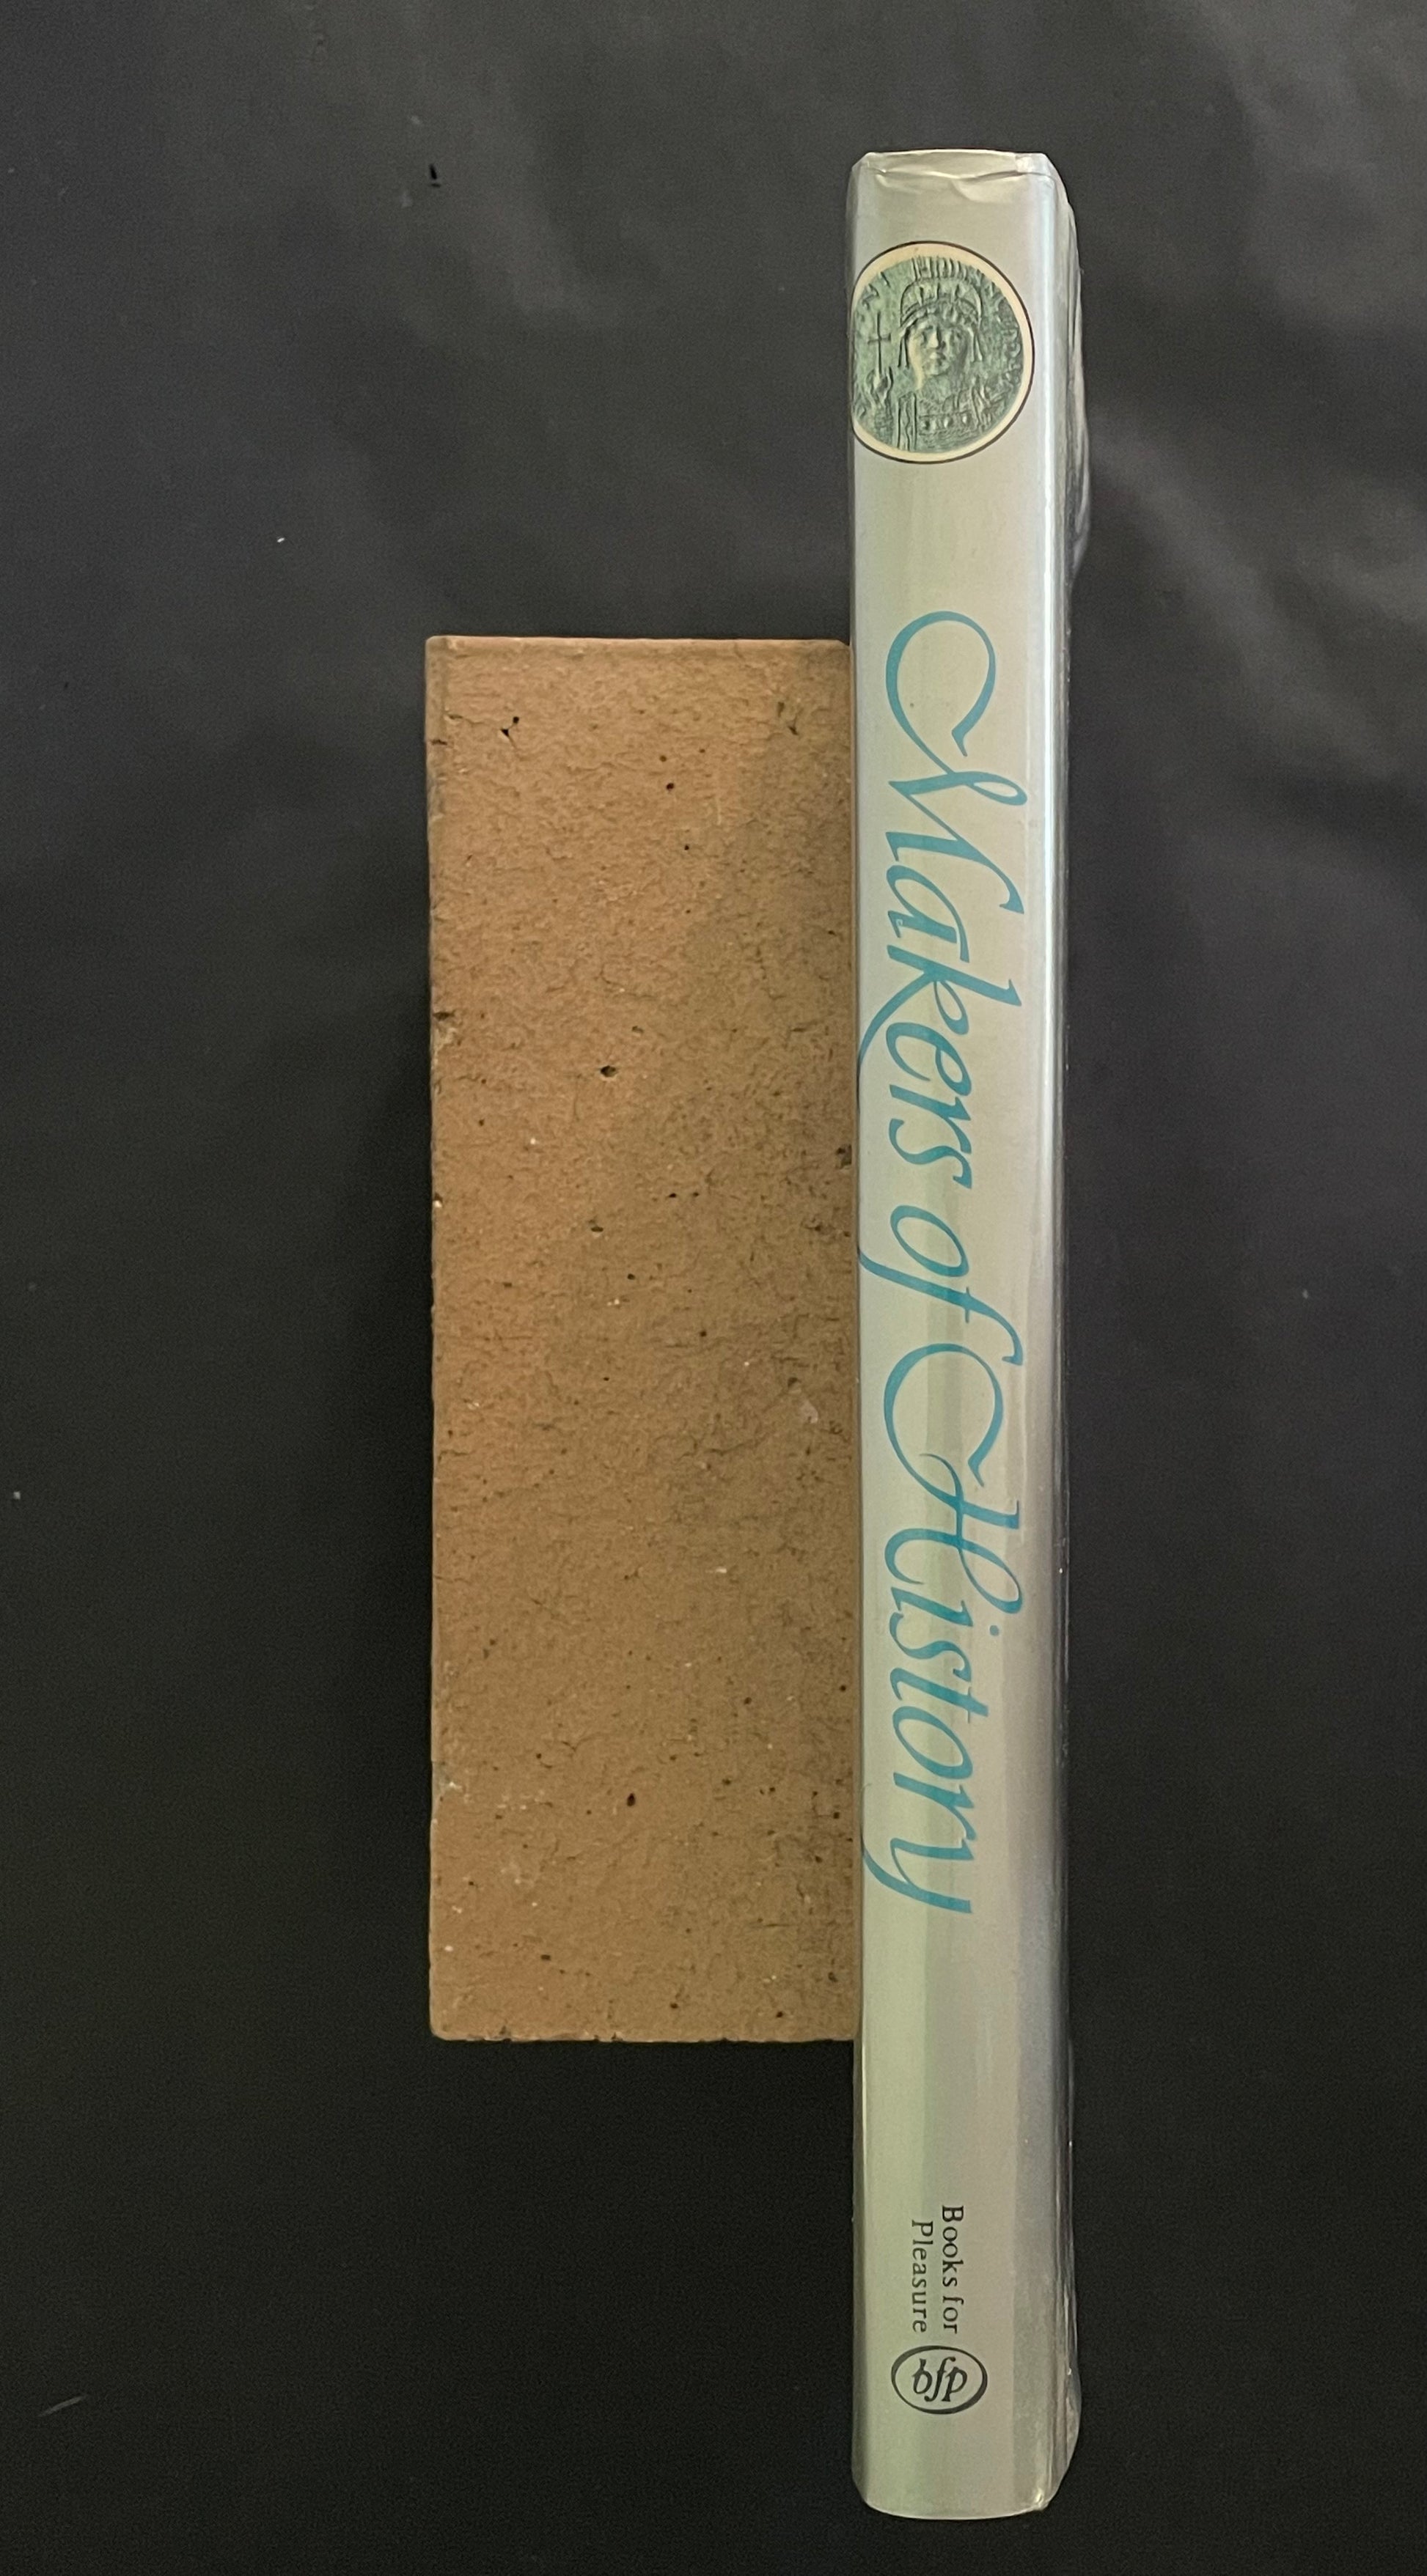 Makers of History
Books for
Pleasure
bfp